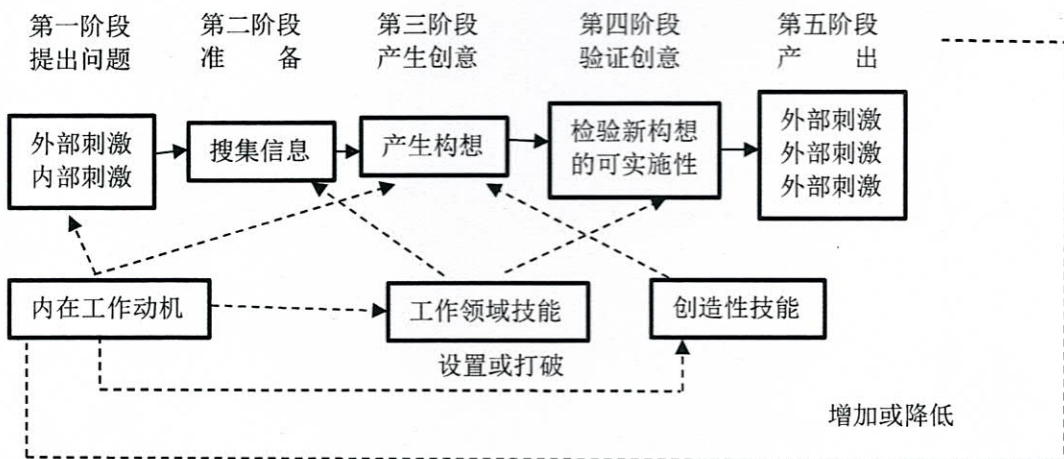 第一阶段 第二阶段 第三阶段 第四阶段 第五阶段
提出问题 准 备 产生创意 验证创意 产 出
外部刺激
内部刺激
搜集信息
产生构想
检验新构想
的可实施性
外部刺激
外部刺激
外部刺激
内在工作动机
工作领域技能
创造性技能
设置或打破
增加或降低